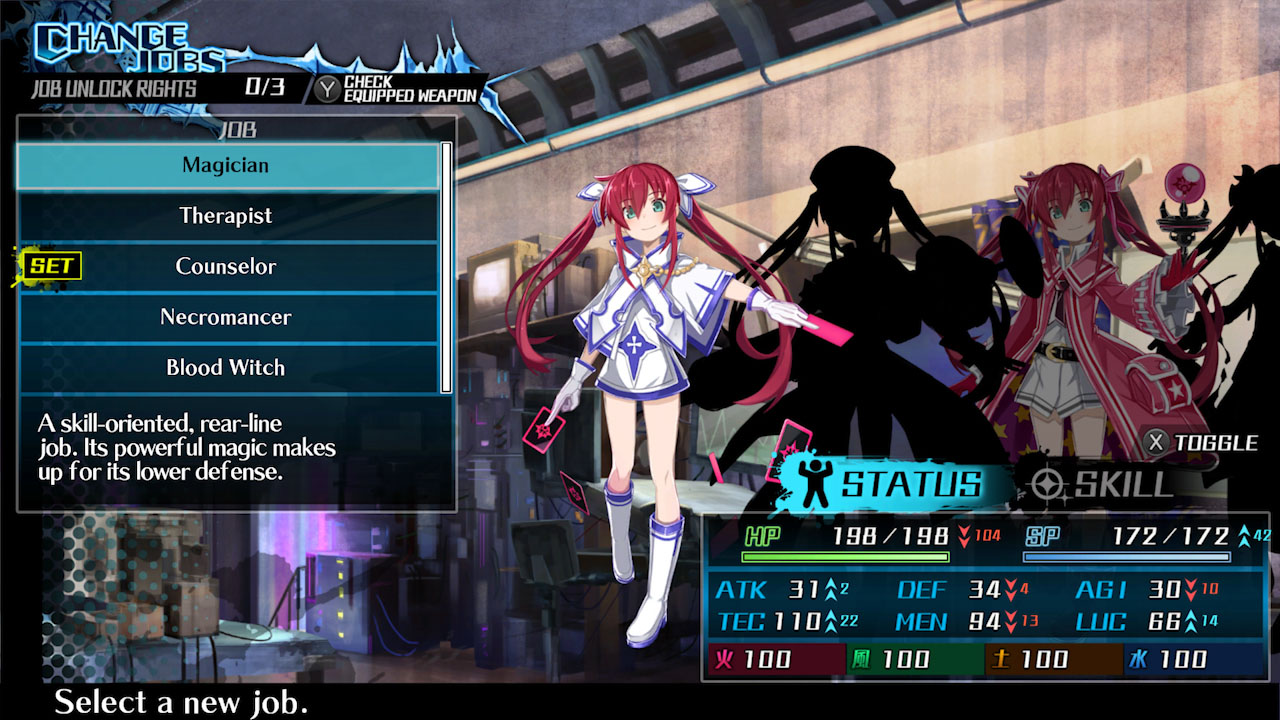 CHANGE
JOBS
JOB UNLOCK RIGHTS 0/3 Y CHECK
EQUIPPED WEAPON
JOB
Magician
Therapist
SET Counselor
Necromancer
Blood Witch
A skill-oriented, rear-line
job. Its powerful magic makes
up for its lower defense.
X TOGGLE
STATUS SKILL
HP 198/198 104 SP 172/172 42
ATK 31 2 DEF 34 4 AGI 30 10
TEC 110 22 MEN 94 13 LUC 66 14
火 100 風 100 土 100 水 100
Select a new job.